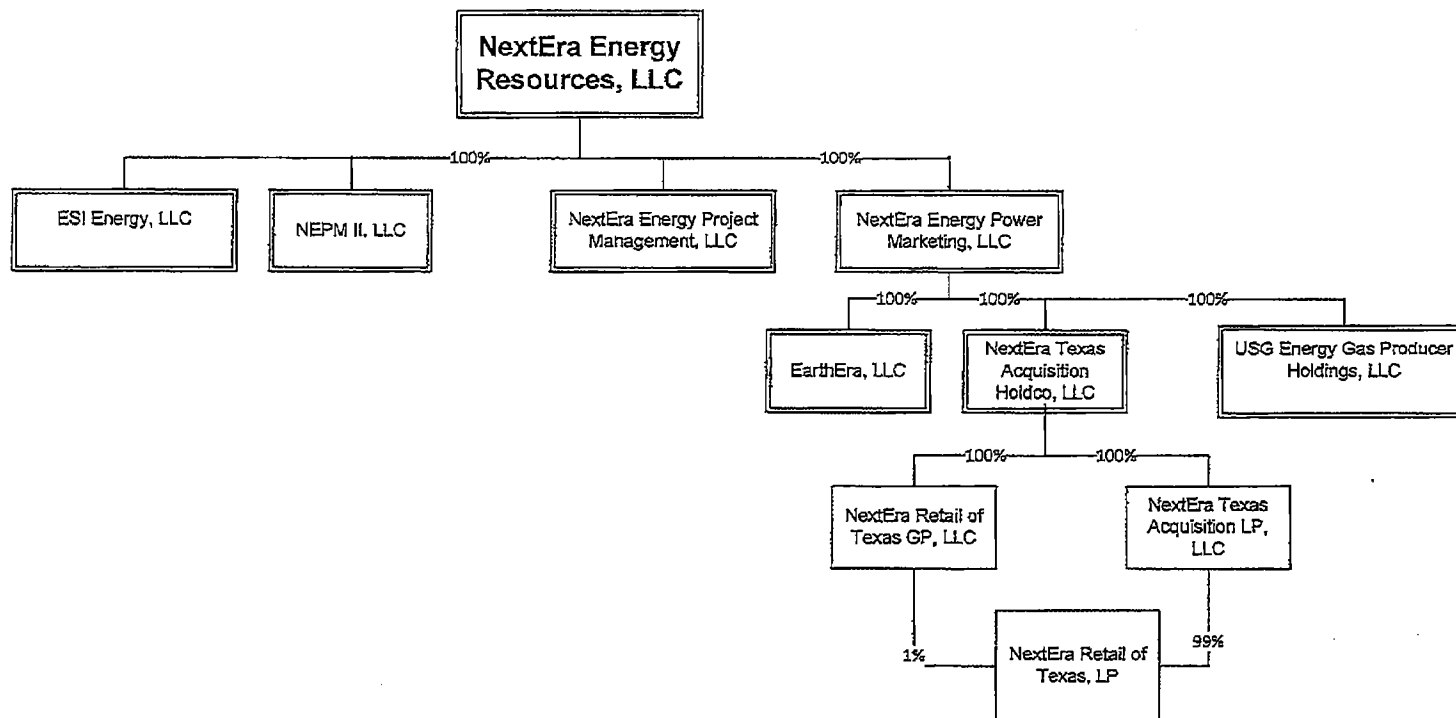 NextEra Energy
Resources, LLC
100%
100%
ESI Energy, LLC
NEPM II, LLC
NextEra Energy Project
Management, LLC
NextEra Energy Power
Marketing, LLC
100%
100%
100%
EarthEra, LLC
NextEra Texas
Acquisition
Holdco, LLC
USG Energy Gas Producer
Holdings, LLC
100%
100%
NextEra Retail of
Texas GP, LLC
NextEra Texas
Acquisition LP,
LLC
1%
99%
NextEra Retail of
Texas, LP